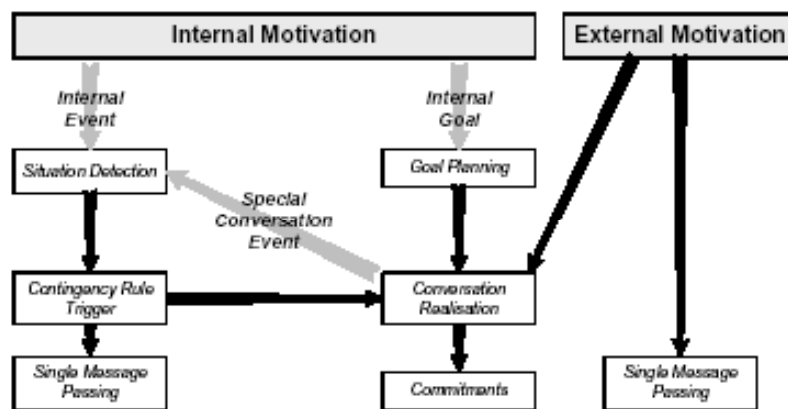 Internal Motivation
External Motivation
Internal
Event
Internal
Goal
Situation Detection
Goal Planning
Special
Conversation
Event
Contingency Rule
Trigger
Conversation
Realisation
Single Message
Passing
Commitments
Single Message
Passing